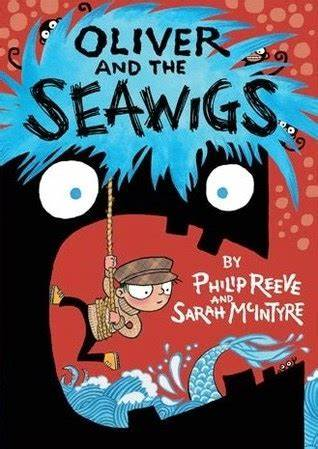 OLIVER
AND THE
SEAWIGS
BY
PHILIP REEVE
AND
SARAH MCINTYRE